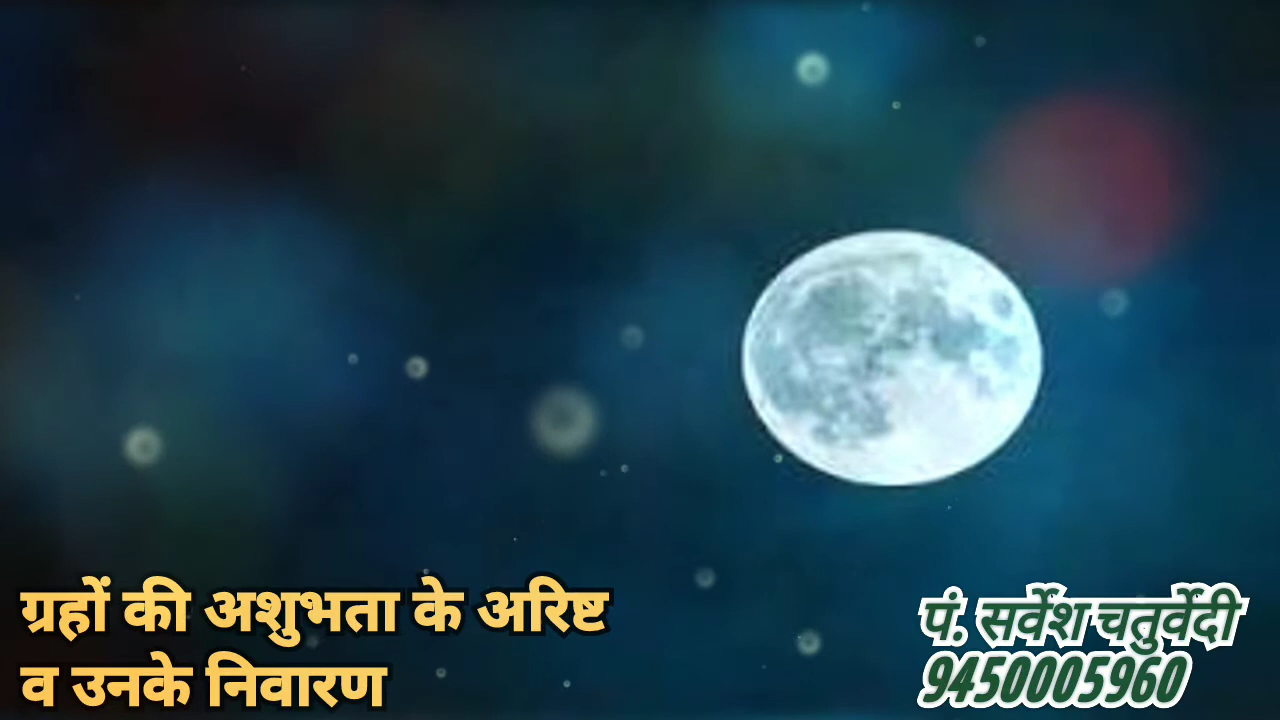 ग्रहों की अशुभता के अरिष्ट
व उनके निवारण
पं. सर्वेश चतुर्वेदी
9450005960